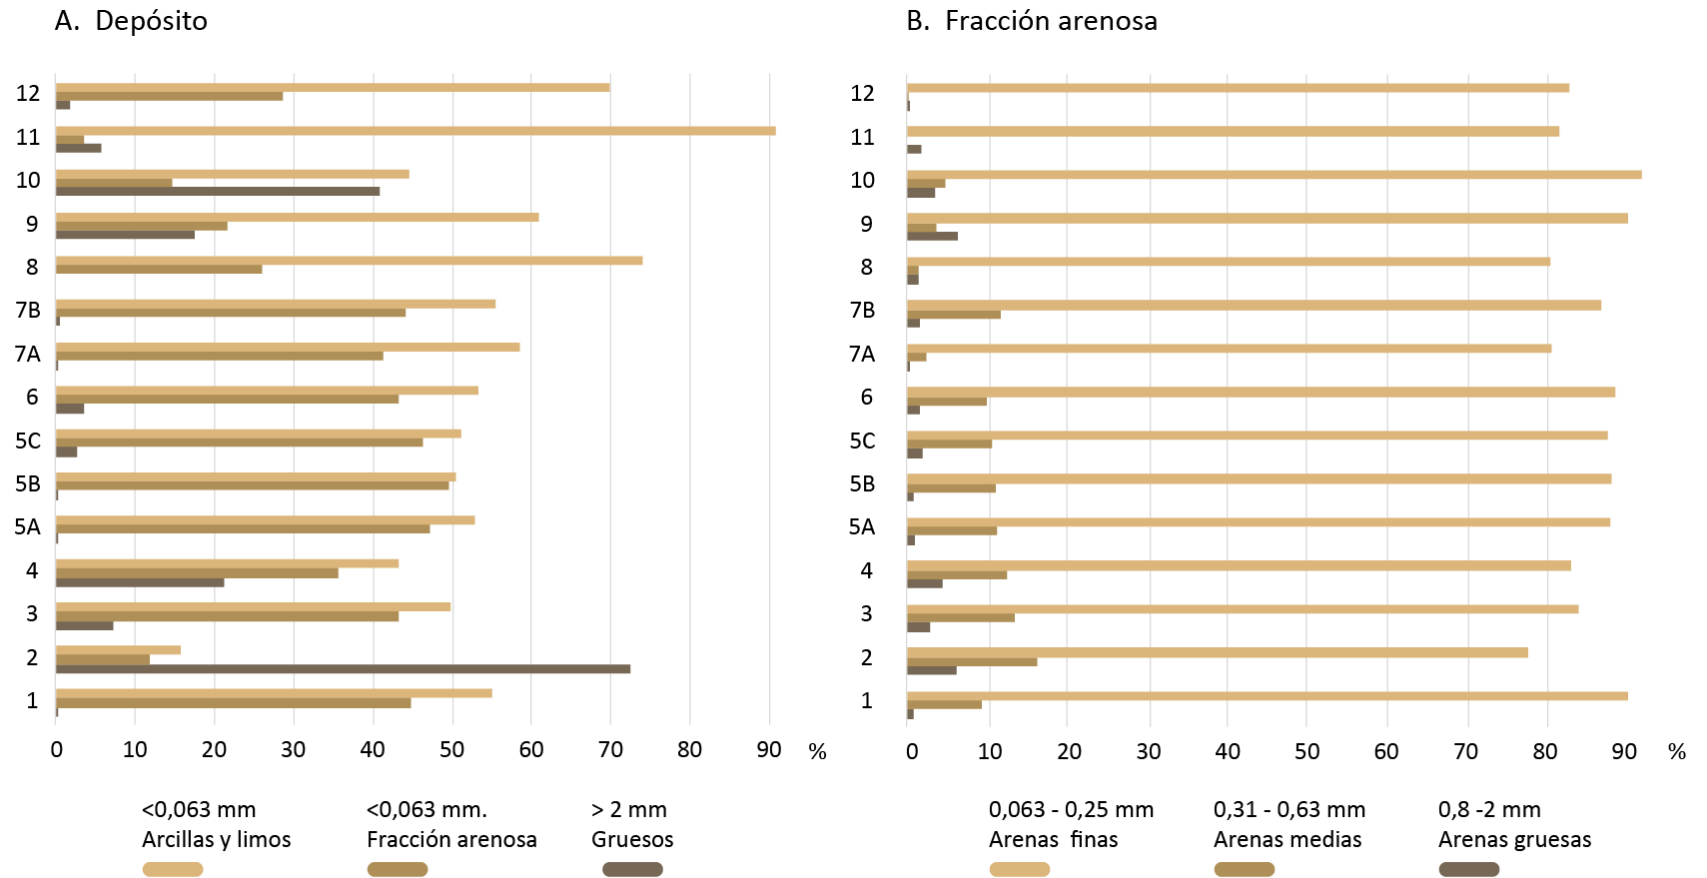 A. Depósito
12
11
10
9
8
7B
7A
6
5C
5B
5A
4
3
2
1
0 10 20 30 40 50 60 70 80 90 %
<0,063 mm
Arcillas y limos
<0,063 mm.
Fracción arenosa
> 2 mm
Gruesos
B. Fracción arenosa
12
11
10
9
8
7B
7A
6
5C
5B
5A
4
3
2
1
0 10 20 30 40 50 60 70 80 90 %
0,063 - 0,25 mm
Arenas finas
0,31 - 0,63 mm
Arenas medias
0,8 -2 mm
Arenas gruesas